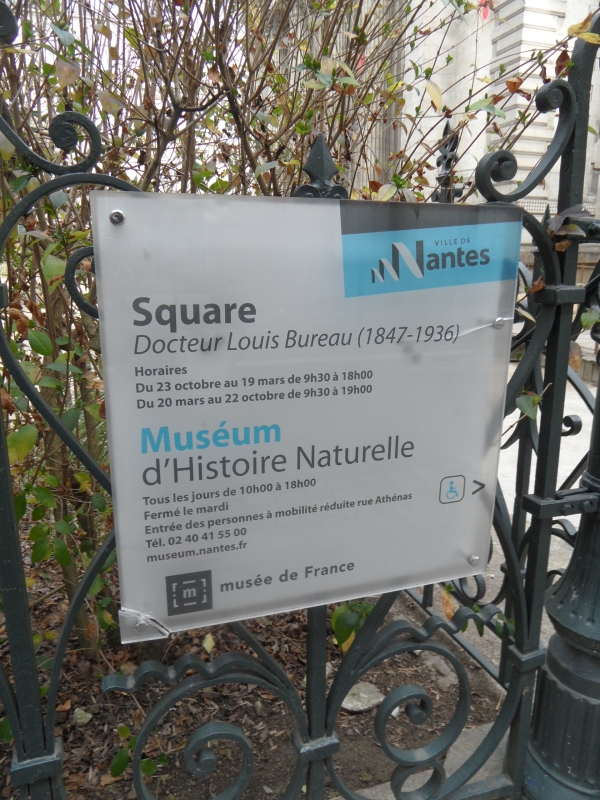 VILLE DE
Nantes
Square
Docteur Louis Bureau (1847-1936)
Horaires
Du 23 octobre au 19 mars de 9h30 à 18h00
Du 20 mars au 22 octobre de 9h30 à 19h00
Muséum
d'Histoire Naturelle
Tous les jours de 10h00 à 18h00
Fermé le mardi
Entrée des personnes à mobilité réduite rue Athénas
Tél. 02 40 41 55 00
museum.nantes.fr
>
[m]
musée de France